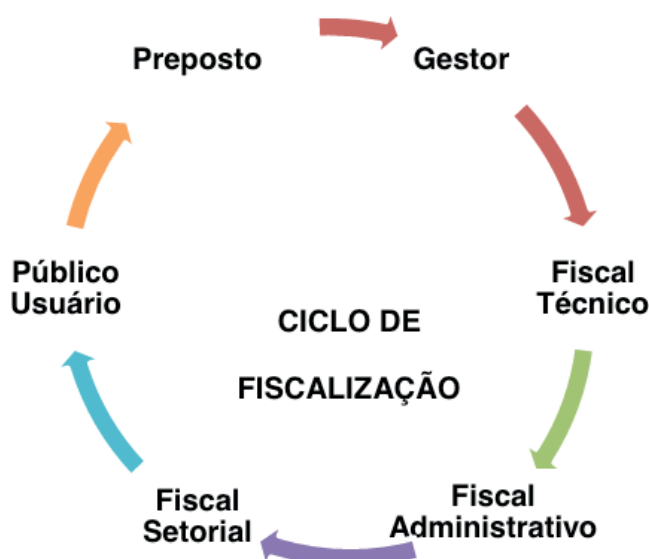 Preposto
Gestor
Fiscal
Técnico
Fiscal
Administrativo
Fiscal
Setorial
Público
Usuário
CICLO DE
FISCALIZAÇÃO